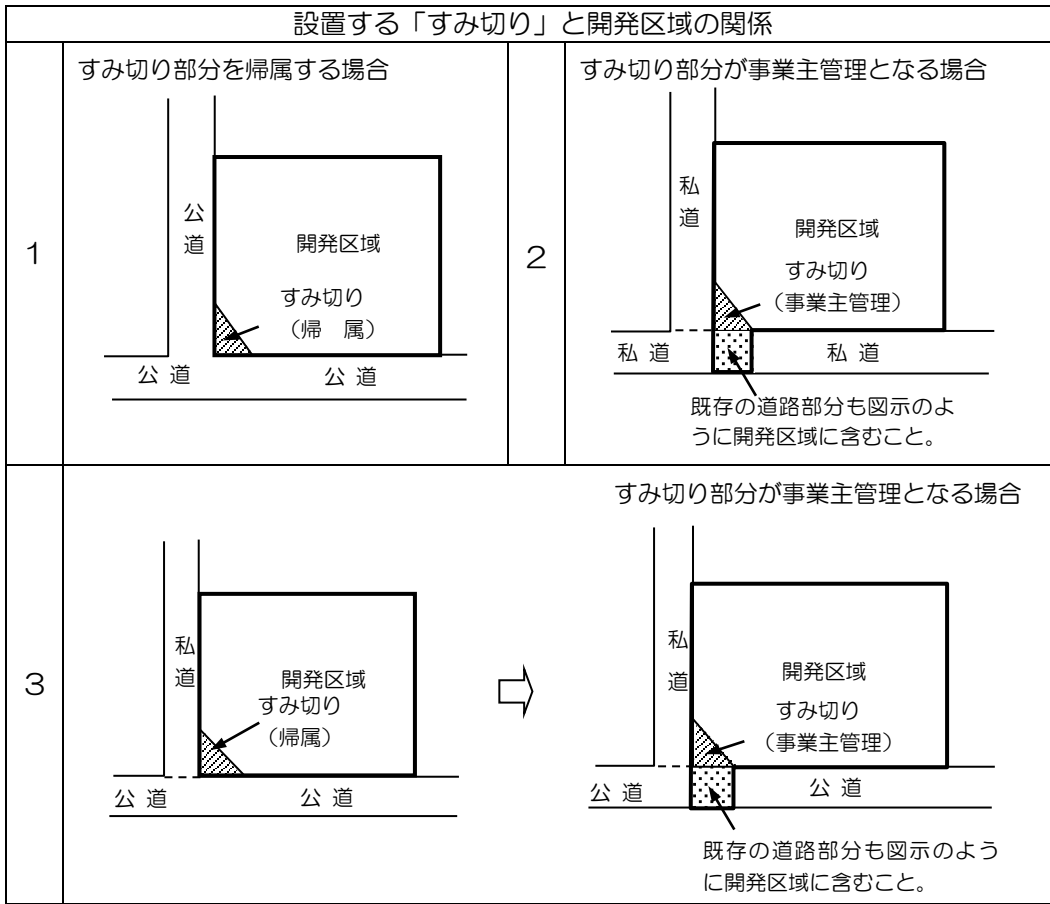 設置する「すみ切り」と開発区域の関係
1
すみ切り部分を帰属する場合
公道
開発区域
すみ切り
（帰　属）
公 道
公 道
2
すみ切り部分が事業主管理となる場合
私道
開発区域
すみ切り
（事業主管理）
私 道
私 道
既存の道路部分も図示のよ
うに開発区域に含むこと。
3
私道
開発区域
すみ切り
（帰属）
公 道
公 道
すみ切り部分が事業主管理となる場合
私道
開発区域
すみ切り
（事業主管理）
公 道
公 道
既存の道路部分も図示のよう
に開発区域に含むこと。